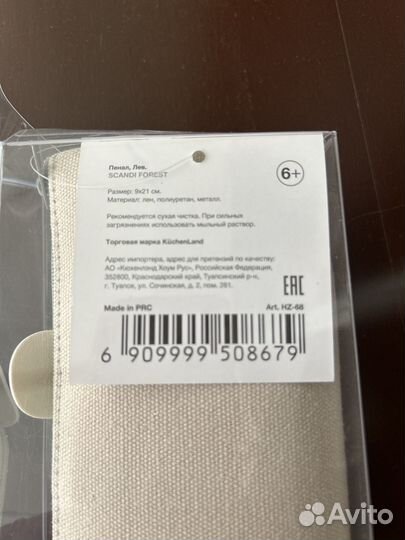 Пенал, Лев.
SCANDI FOREST
6+
Размер: 9х21 см.
Материал: лен, полиуретан, металл.
Рекомендуется сухая чистка. При сильных
загрязнениях использовать мыльный раствор.
Торговая марка KüchenLand
Адрес импортера, адрес для претензий по качеству:
АО «Кюхенлэнд Хоум Рус», Российская Федерация,
352800, Краснодарский край, Туапсинский р-н,
г. Туапсе, ул. Сочинская, д. 2, пом. 281.
EAC
Made in PRC
Art. HZ-68
6 909999 508679
Avito